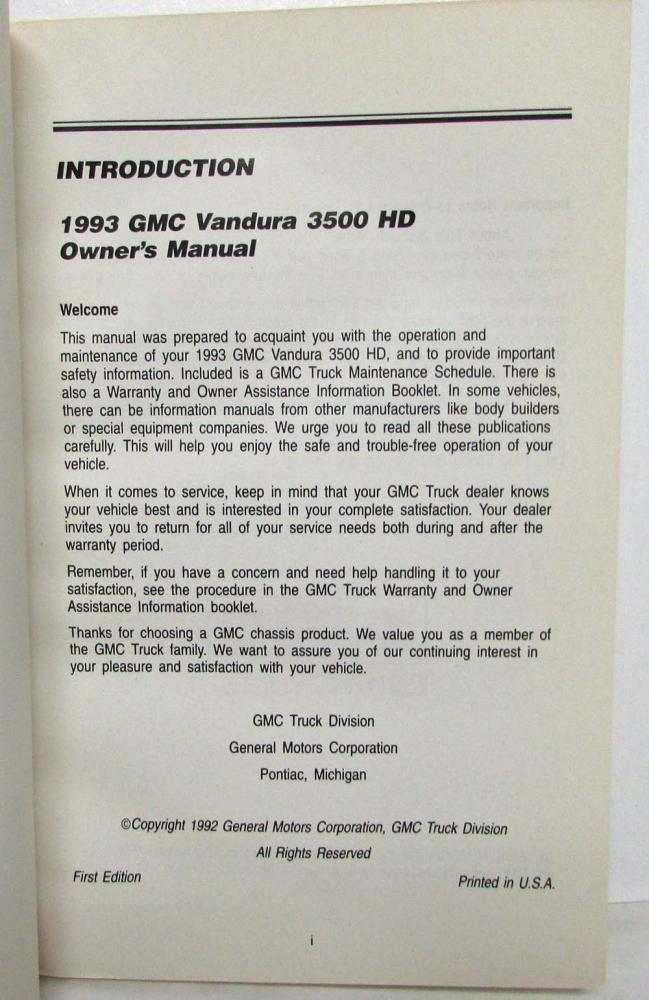 INTRODUCTION
1993 GMC Vandura 3500 HD
Owner's Manual
Welcome
This manual was prepared to acquaint you with the operation and
maintenance of your 1993 GMC Vandura 3500 HD, and to provide important
safety information. Included is a GMC Truck Maintenance Schedule. There is
also a Warranty and Owner Assistance Information Booklet. In some vehicles,
there can be information manuals from other manufacturers like body builders
or special equipment companies. We urge you to read all these publications
carefully. This will help you enjoy the safe and trouble-free operation of your
vehicle.
When it comes to service, keep in mind that your GMC Truck dealer knows
your vehicle best and is interested in your complete satisfaction. Your dealer
invites you to return for all of your service needs both during and after the
warranty period.
Remember, if you have a concern and need help handling it to your
satisfaction, see the procedure in the GMC Truck Warranty and Owner
Assistance Information booklet.
Thanks for choosing a GMC chassis product. We value you as a member of
the GMC Truck family. We want to assure you of our continuing interest in
your pleasure and satisfaction with your vehicle.
GMC Truck Division
General Motors Corporation
Pontiac, Michigan
©Copyright 1992 General Motors Corporation, GMC Truck Division
All Rights Reserved
First Edition
Printed in U.S.A.
i